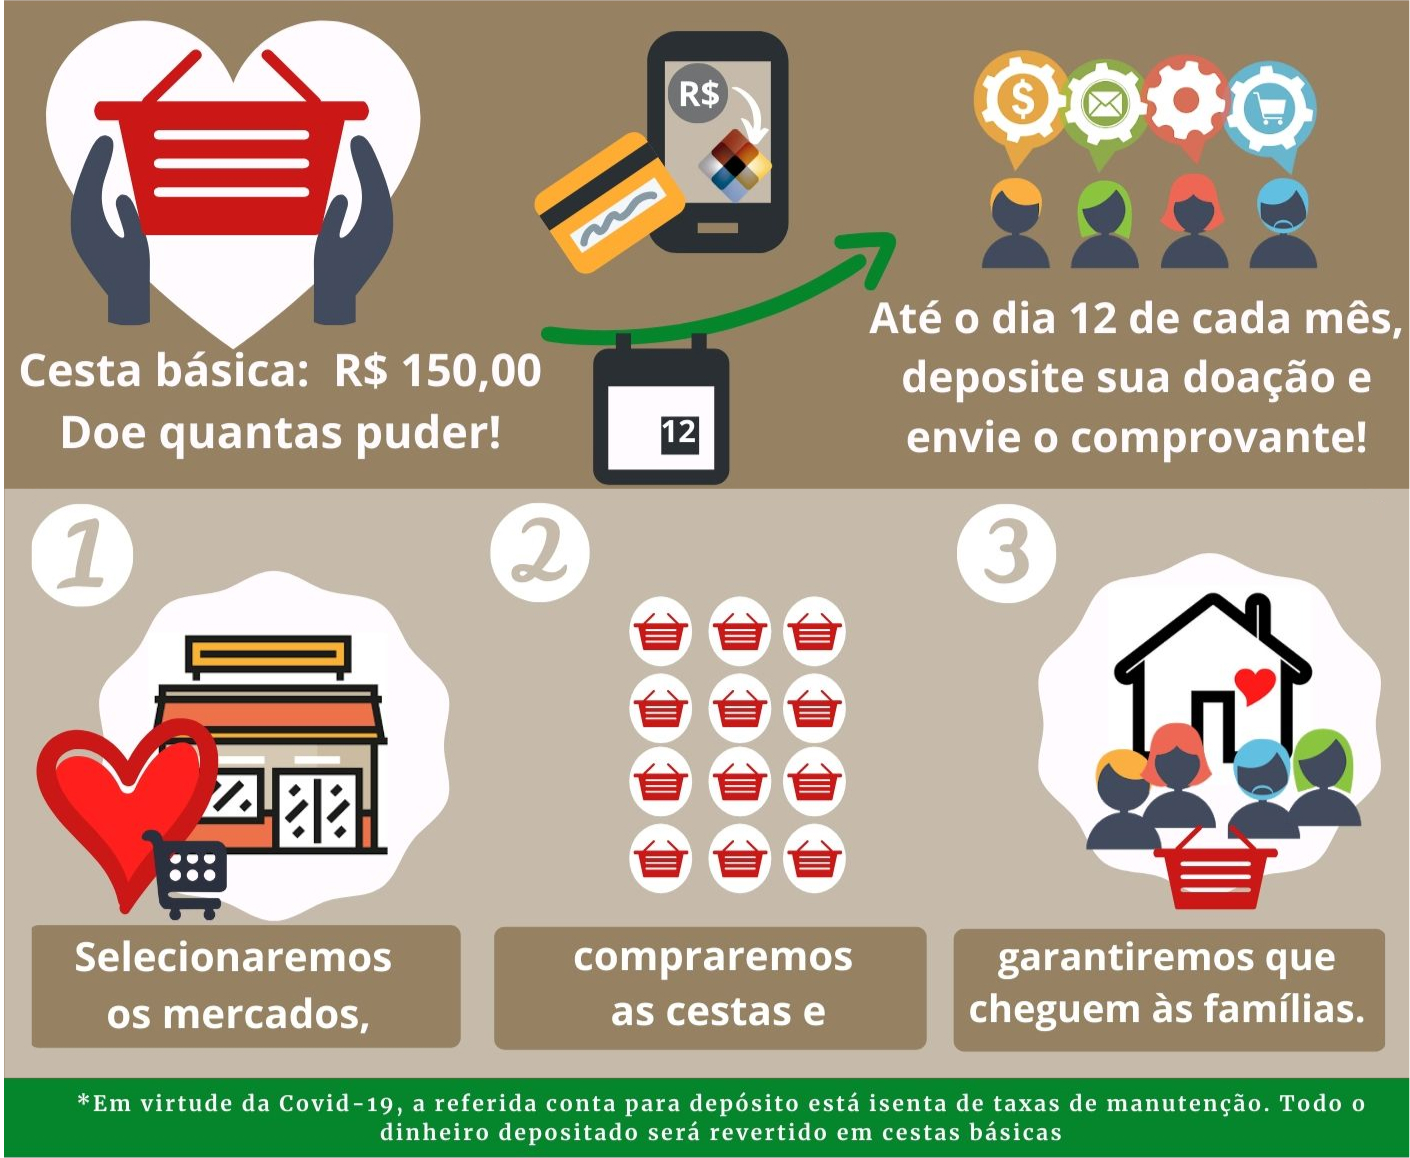 R$
Cesta básica: R$ 150,00
Doe quantas puder!
12
Até o dia 12 de cada mês,
deposite sua doação e
envie o comprovante!
1
Selecionaremos
os mercados,
2
compraremos
as cestas e
3
garantiremos que
cheguem às famílias.
*Em virtude da Covid-19, a referida conta para depósito está isenta de taxas de manutenção. Todo o
dinheiro depositado será revertido em cestas básicas